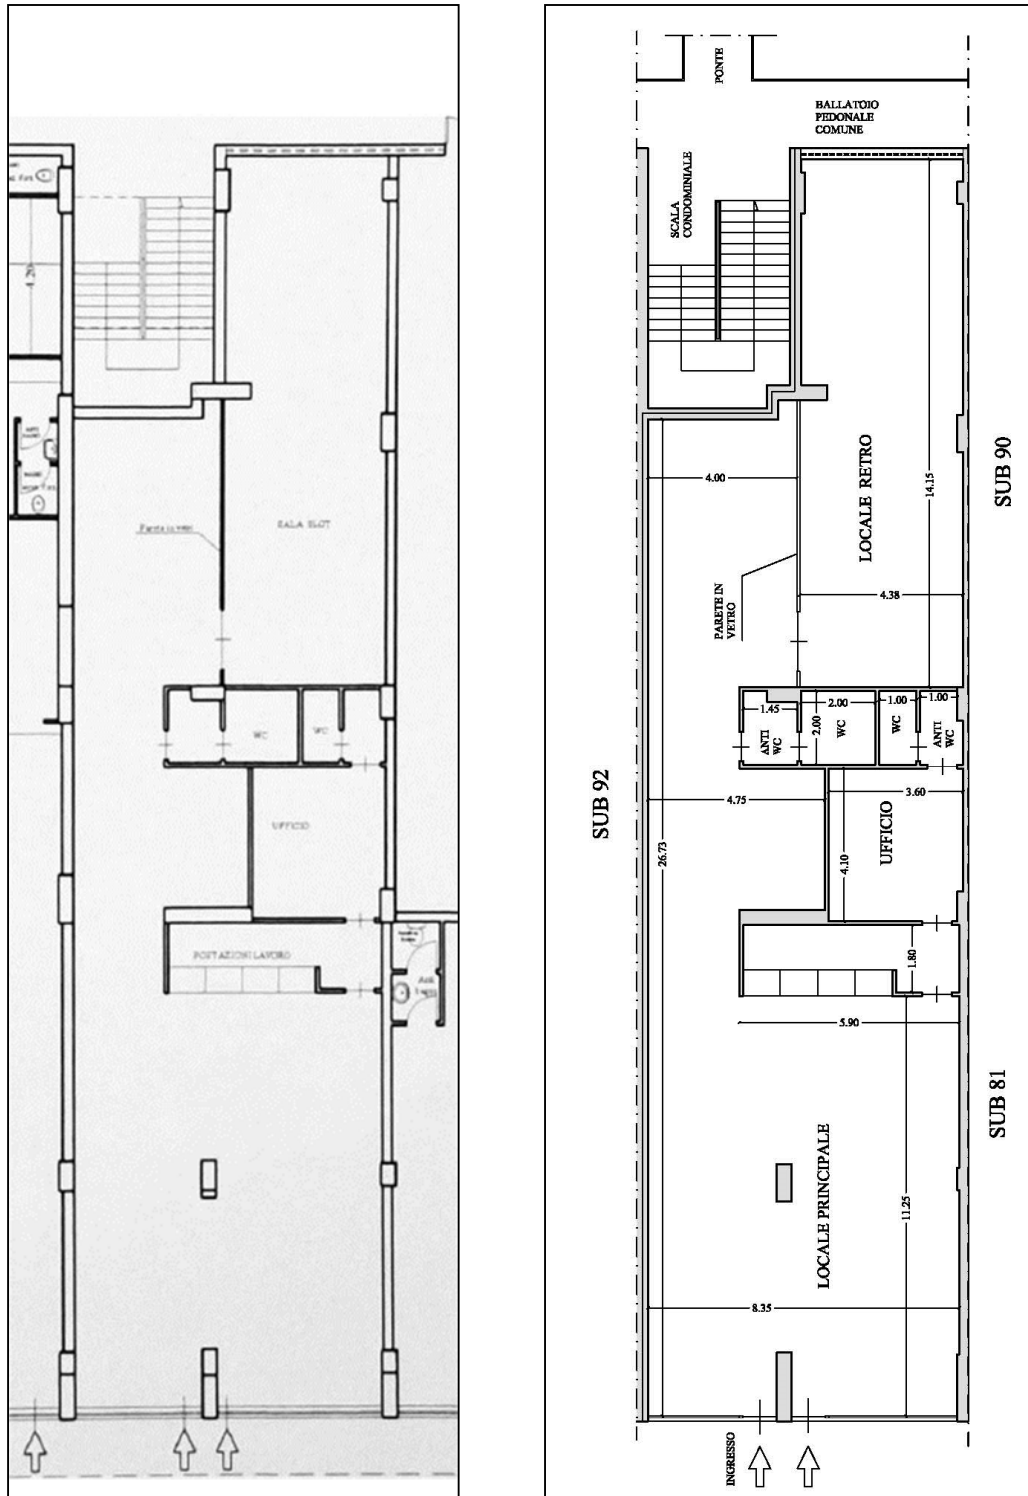 4.20
Parete in vetro
SALA SLOT
WC
WC
UFFICIO
POSTAZIONI LAVORO
PONTE
BALLATOIO
PEDONALE
COMUNE
SCALA
CONDOMINIALE
4.00
LOCALE RETRO
14.15
SUB 90
4.38
PARETE IN
VETRO
1.45
2.00
1.00
1.00
2.00
ANTI
WC
WC
WC
ANTI
WC
SUB 92
4.75
3.60
26.73
4.10
UFFICIO
1.80
5.90
SUB 81
LOCALE PRINCIPALE
11.25
8.35
INGRESSO